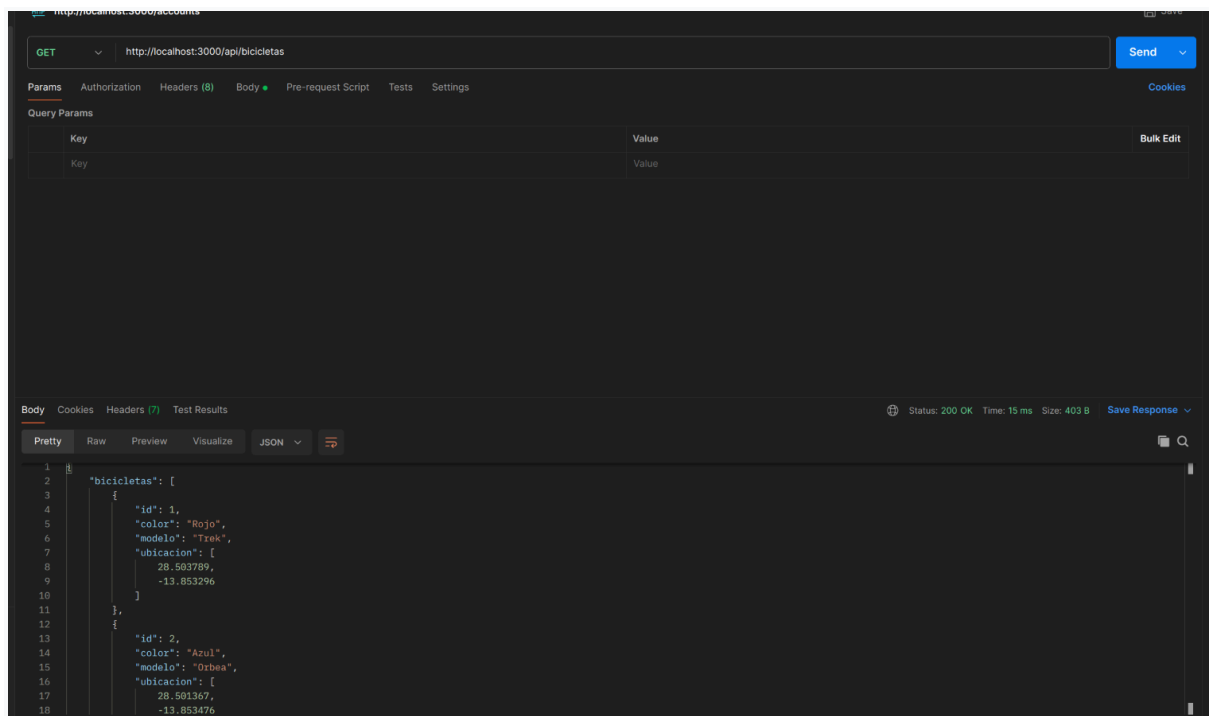 http://localhost:3000/accounts Save
GET http://localhost:3000/api/bicicletas Send
Params Authorization Headers (8) Body Pre-request Script Tests Settings Cookies
Query Params
Key Value Bulk Edit
Key Value
Body Cookies Headers (7) Test Results Status: 200 OK Time: 15 ms Size: 403 B Save Response
Pretty Raw Preview Visualize JSON
1 {
2 "bicicletas": [
3 {
4 "id": 1,
5 "color": "Rojo",
6 "modelo": "Trek",
7 "ubicacion": [
8 28.503789,
9 -13.853296
10 ]
11 },
12 {
13 "id": 2,
14 "color": "Azul",
15 "modelo": "Orbea",
16 "ubicacion": [
17 28.501367,
18 -13.853476